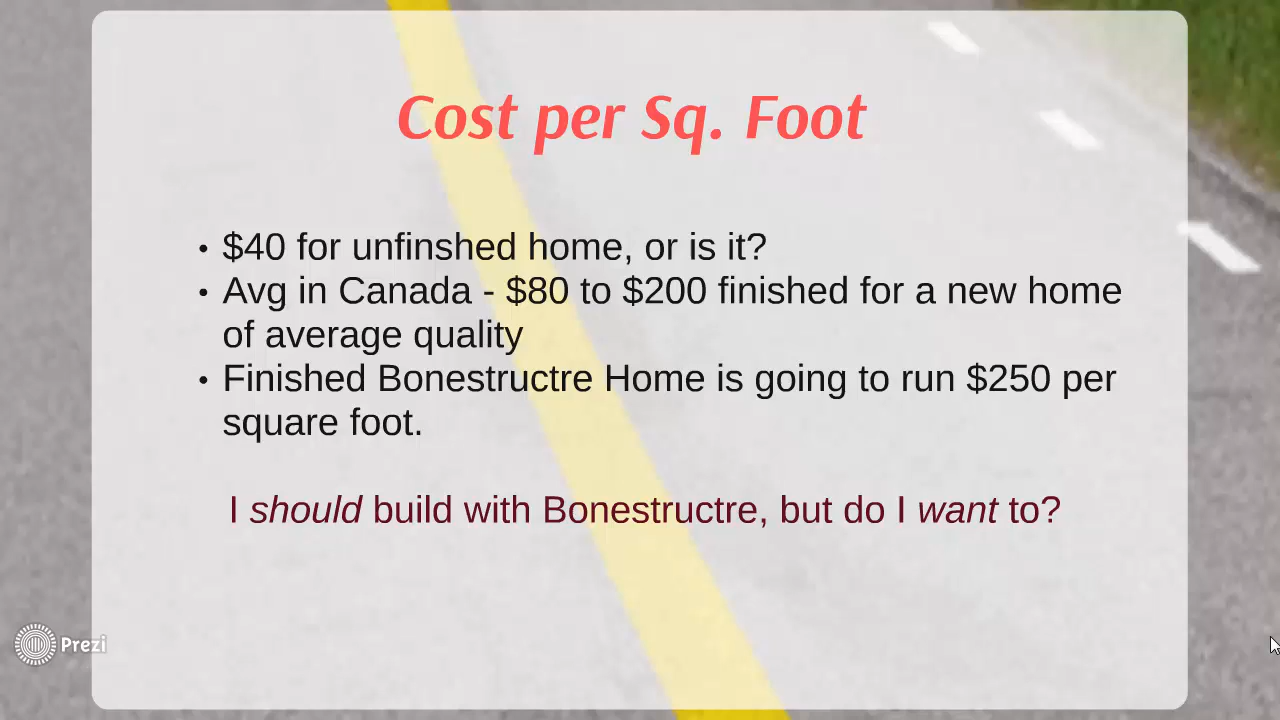 Cost per Sq. Foot
• $40 for unfinshed home, or is it?
• Avg in Canada - $80 to $200 finished for a new home
of average quality
• Finished Bonestructre Home is going to run $250 per
square foot.
I should build with Bonestructre, but do I want to?
Prezi